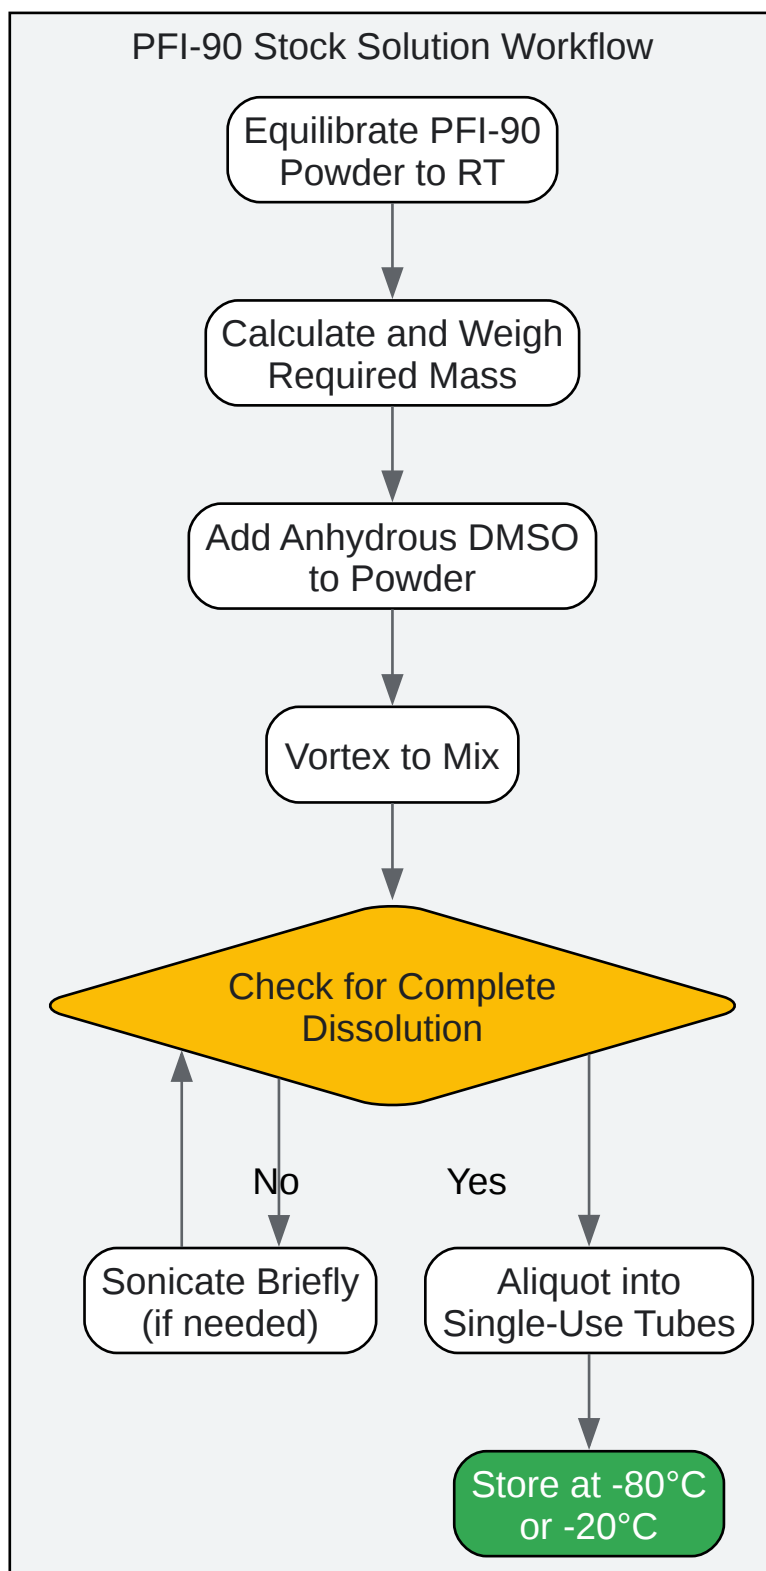 PFI-90 Stock Solution Workflow
Equilibrate PFI-90
Powder to RT
Calculate and Weigh
Required Mass
Add Anhydrous DMSO
to Powder
Vortex to Mix
Check for Complete
Dissolution
No
Yes
Sonicate Briefly
(if needed)
Aliquot into
Single-Use Tubes
Store at -80°C
or -20°C